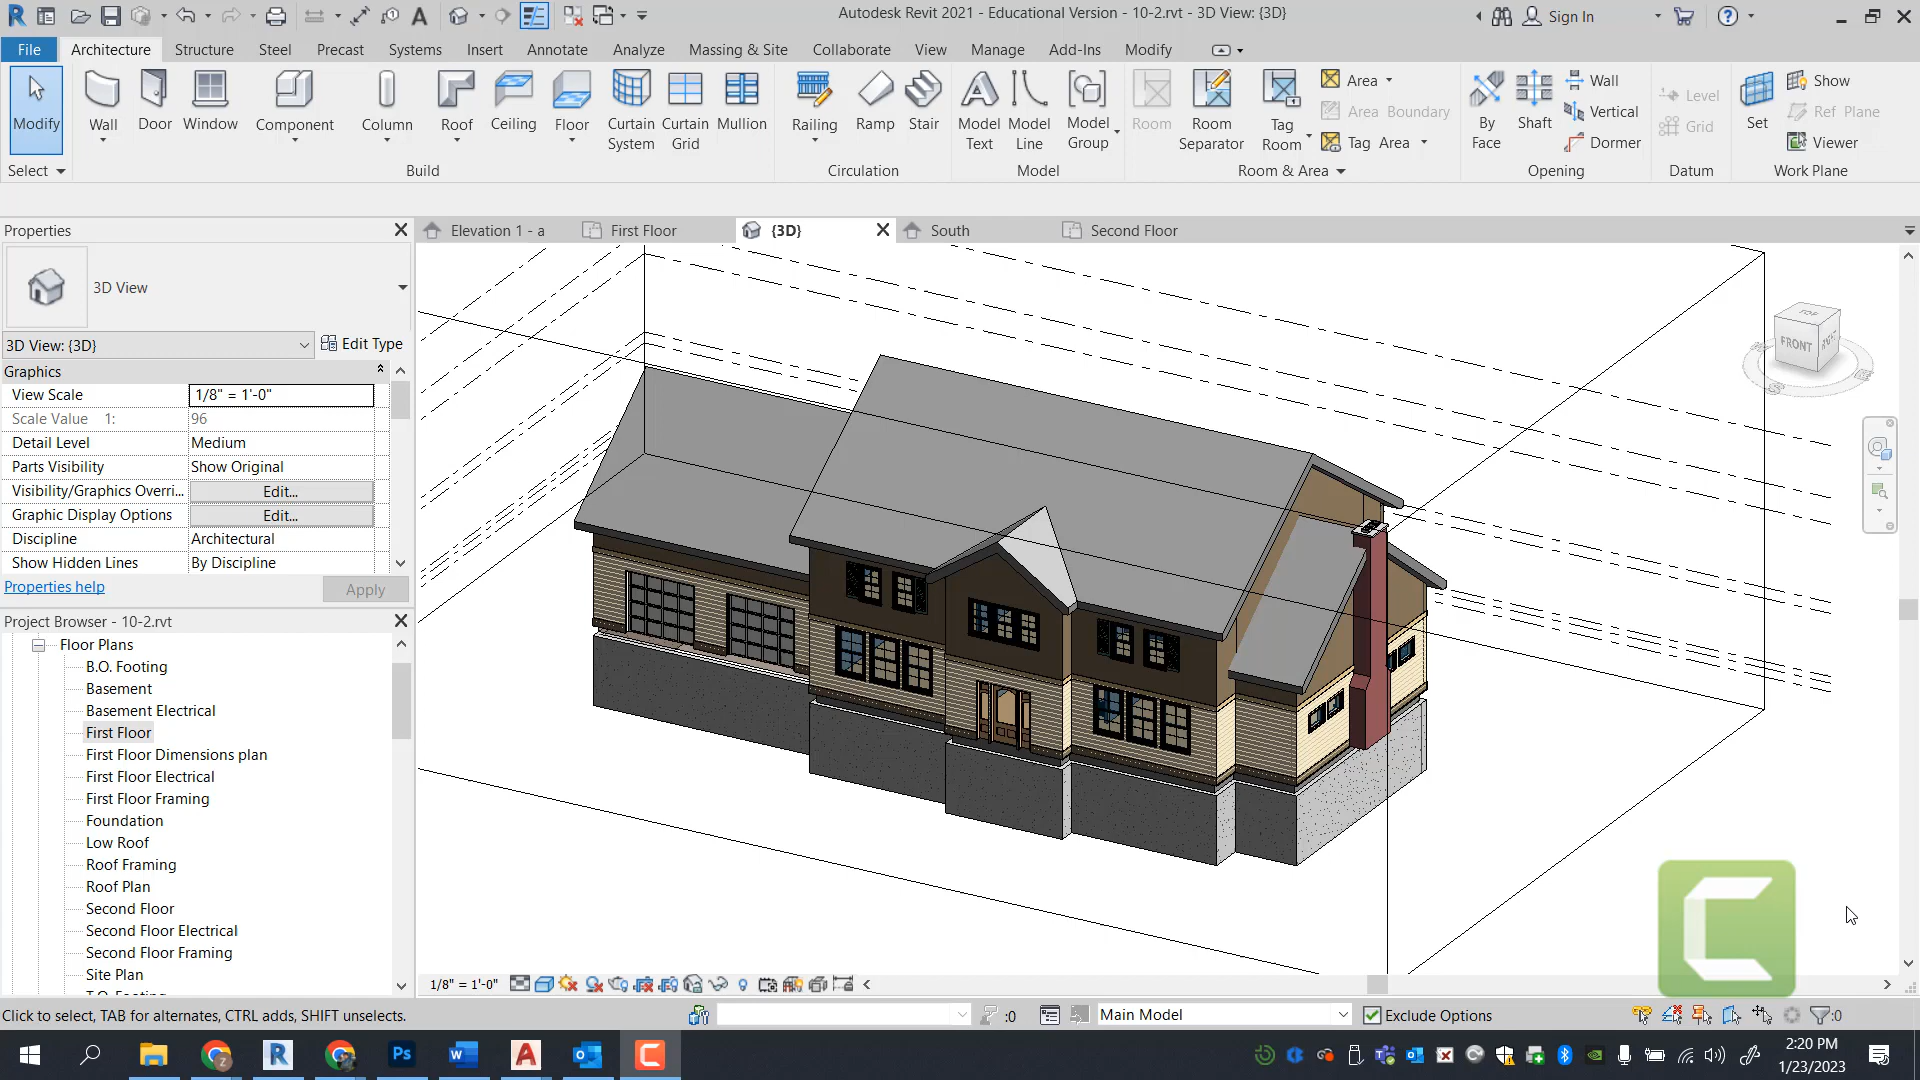 Autodesk Revit 2021 - Educational Version - 10-2.rvt - 3D View: {3D}
Sign In
File
Architecture
Structure
Steel
Precast
Systems
Insert
Annotate
Analyze
Massing & Site
Collaborate
View
Manage
Add-Ins
Modify
Modify
Wall
Door
Window
Component
Column
Roof
Ceiling
Floor
Curtain System
Curtain Grid
Mullion
Railing
Ramp
Stair
Model Text
Model Line
Model Group
Room
Room Separator
Tag Room
Area
Area Boundary
Tag Area
By Face
Shaft
Wall
Vertical
Dormer
Level
Grid
Set
Show
Ref Plane
Viewer
Select
Build
Circulation
Model
Room & Area
Opening
Datum
Work Plane
Properties
Elevation 1 - a
First Floor
{3D}
South
Second Floor
3D View
3D View: {3D}
Edit Type
Graphics
View Scale
1/8" = 1'-0"
Scale Value 1:
96
Detail Level
Medium
Parts Visibility
Show Original
Visibility/Graphics Overri...
Edit...
Graphic Display Options
Edit...
Discipline
Architectural
Show Hidden Lines
By Discipline
Properties help
Apply
TOP
FRONT
RIGHT
S
E
Project Browser - 10-2.rvt
Floor Plans
B.O. Footing
Basement
Basement Electrical
First Floor
First Floor Dimensions plan
First Floor Electrical
First Floor Framing
Foundation
Low Roof
Roof Framing
Roof Plan
Second Floor
Second Floor Electrical
Second Floor Framing
Site Plan
1/8" = 1'-0"
Click to select, TAB for alternates, CTRL adds, SHIFT unselects.
:0
Main Model
Exclude Options
:0
2:20 PM
1/23/2023